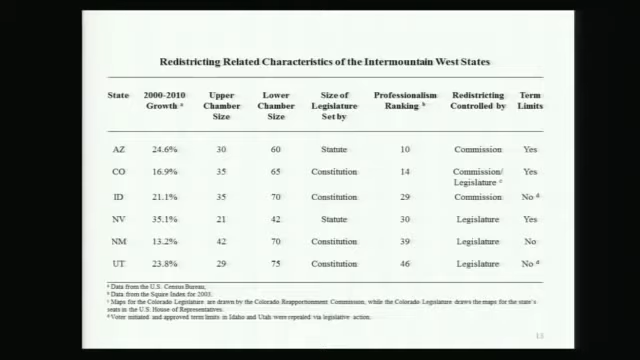 Redistricting Related Characteristics of the Intermountain West States
State 2000-2010 Growth a Upper Chamber Size Lower Chamber Size Size of Legislature Set by Professionalism Ranking b Redistricting Controlled by Term Limits
AZ 24.6% 30 60 Statute 10 Commission Yes
CO 16.9% 35 65 Constitution 14 Commission/ Legislature c Yes
ID 21.1% 35 70 Constitution 29 Commission No d
NV 35.1% 21 42 Statute 30 Legislature Yes
NM 13.2% 42 70 Constitution 39 Legislature No
UT 23.8% 29 75 Constitution 46 Legislature No d
a Data from the U.S. Census Bureau,
b Data from the Squire Index for 2003.
c Maps for the Colorado Legislature are drawn by the Colorado Reapportionment Commission, while the Colorado Legislature draws the maps for the state's
seats in the U.S. House of Representatives.
d Voter initiated and approved term limits in Idaho and Utah were repealed via legislative action.
13